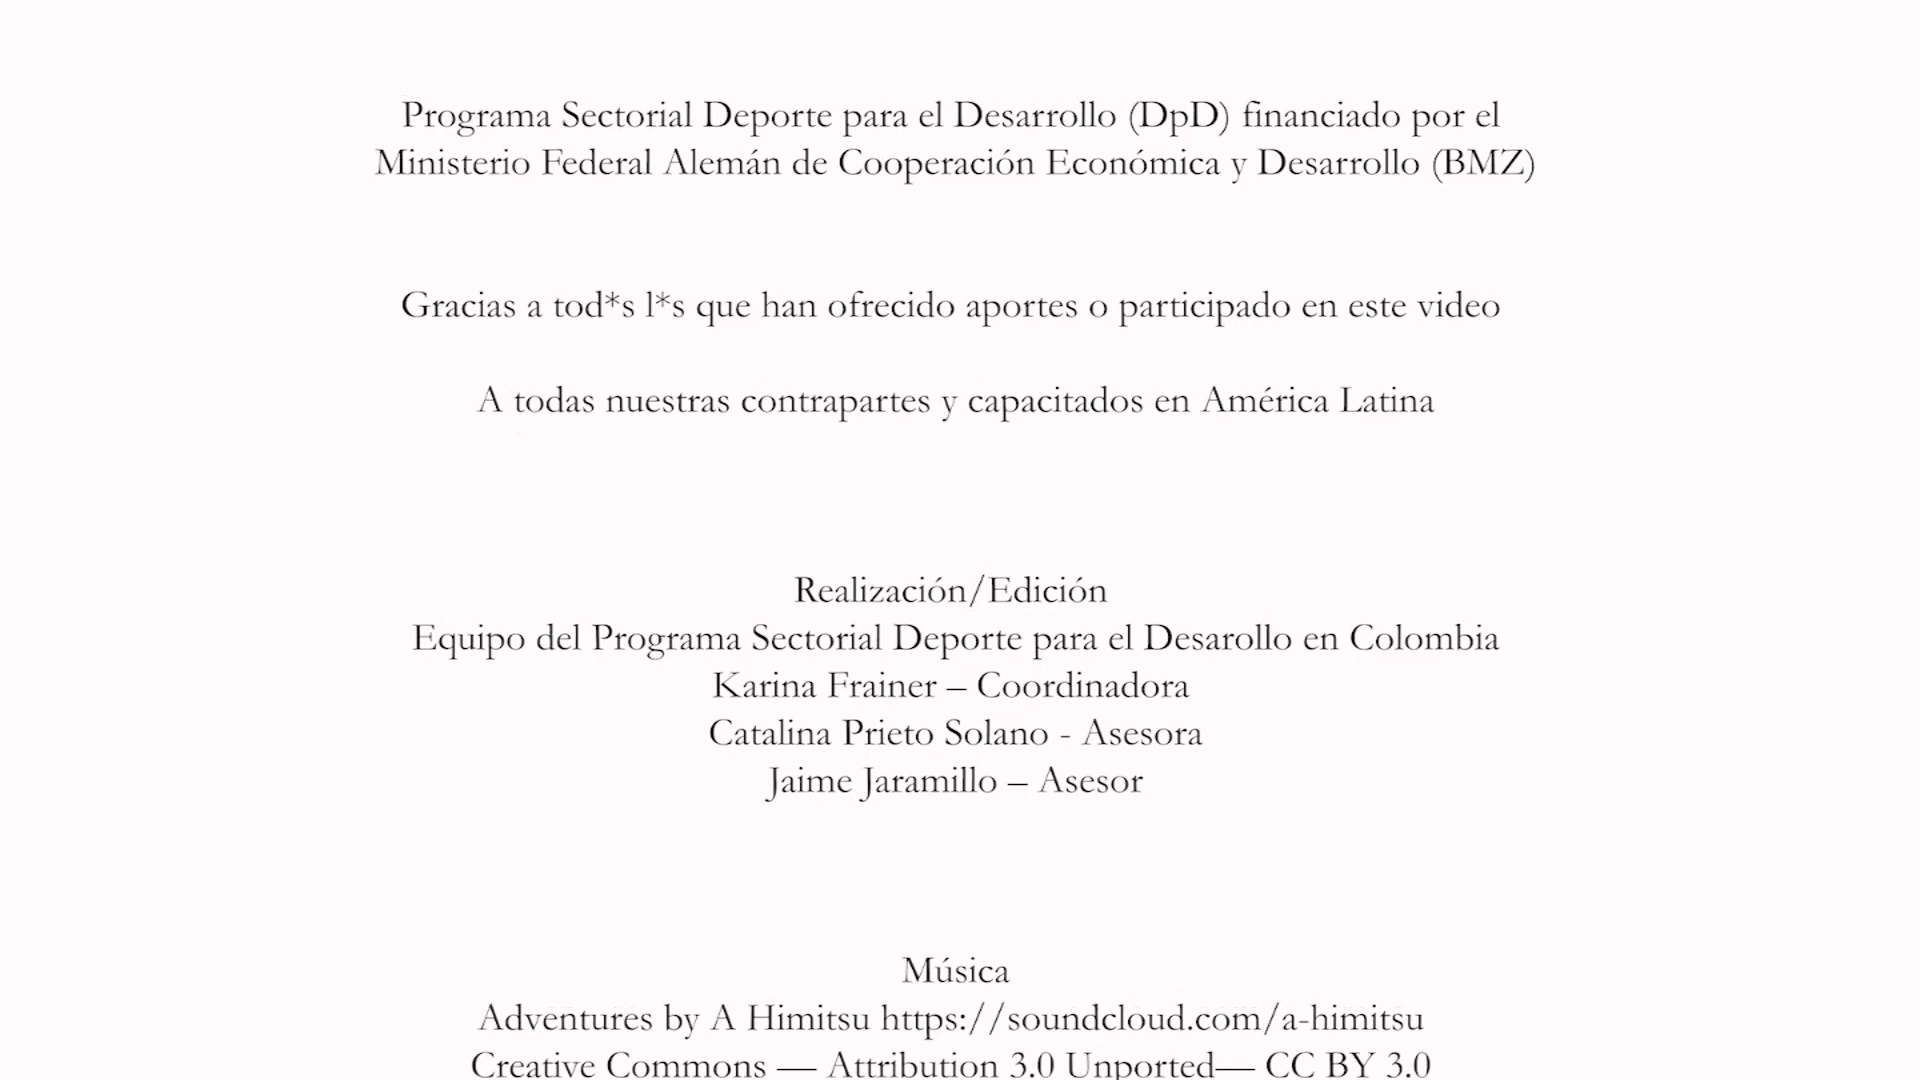 Programa Sectorial Deporte para el Desarrollo (DpD) financiado por el
Ministerio Federal Alemán de Cooperación Económica y Desarrollo (BMZ)
Gracias a tod*s l*s que han ofrecido aportes o participado en este video
A todas nuestras contrapartes y capacitados en América Latina
Realización/Edición
Equipo del Programa Sectorial Deporte para el Desarollo en Colombia
Karina Frainer – Coordinadora
Catalina Prieto Solano - Asesora
Jaime Jaramillo – Asesor
Música
Adventures by A Himitsu https://soundcloud.com/a-himitsu
Creative Commons — Attribution 3.0 Unported— CC BY 3.0